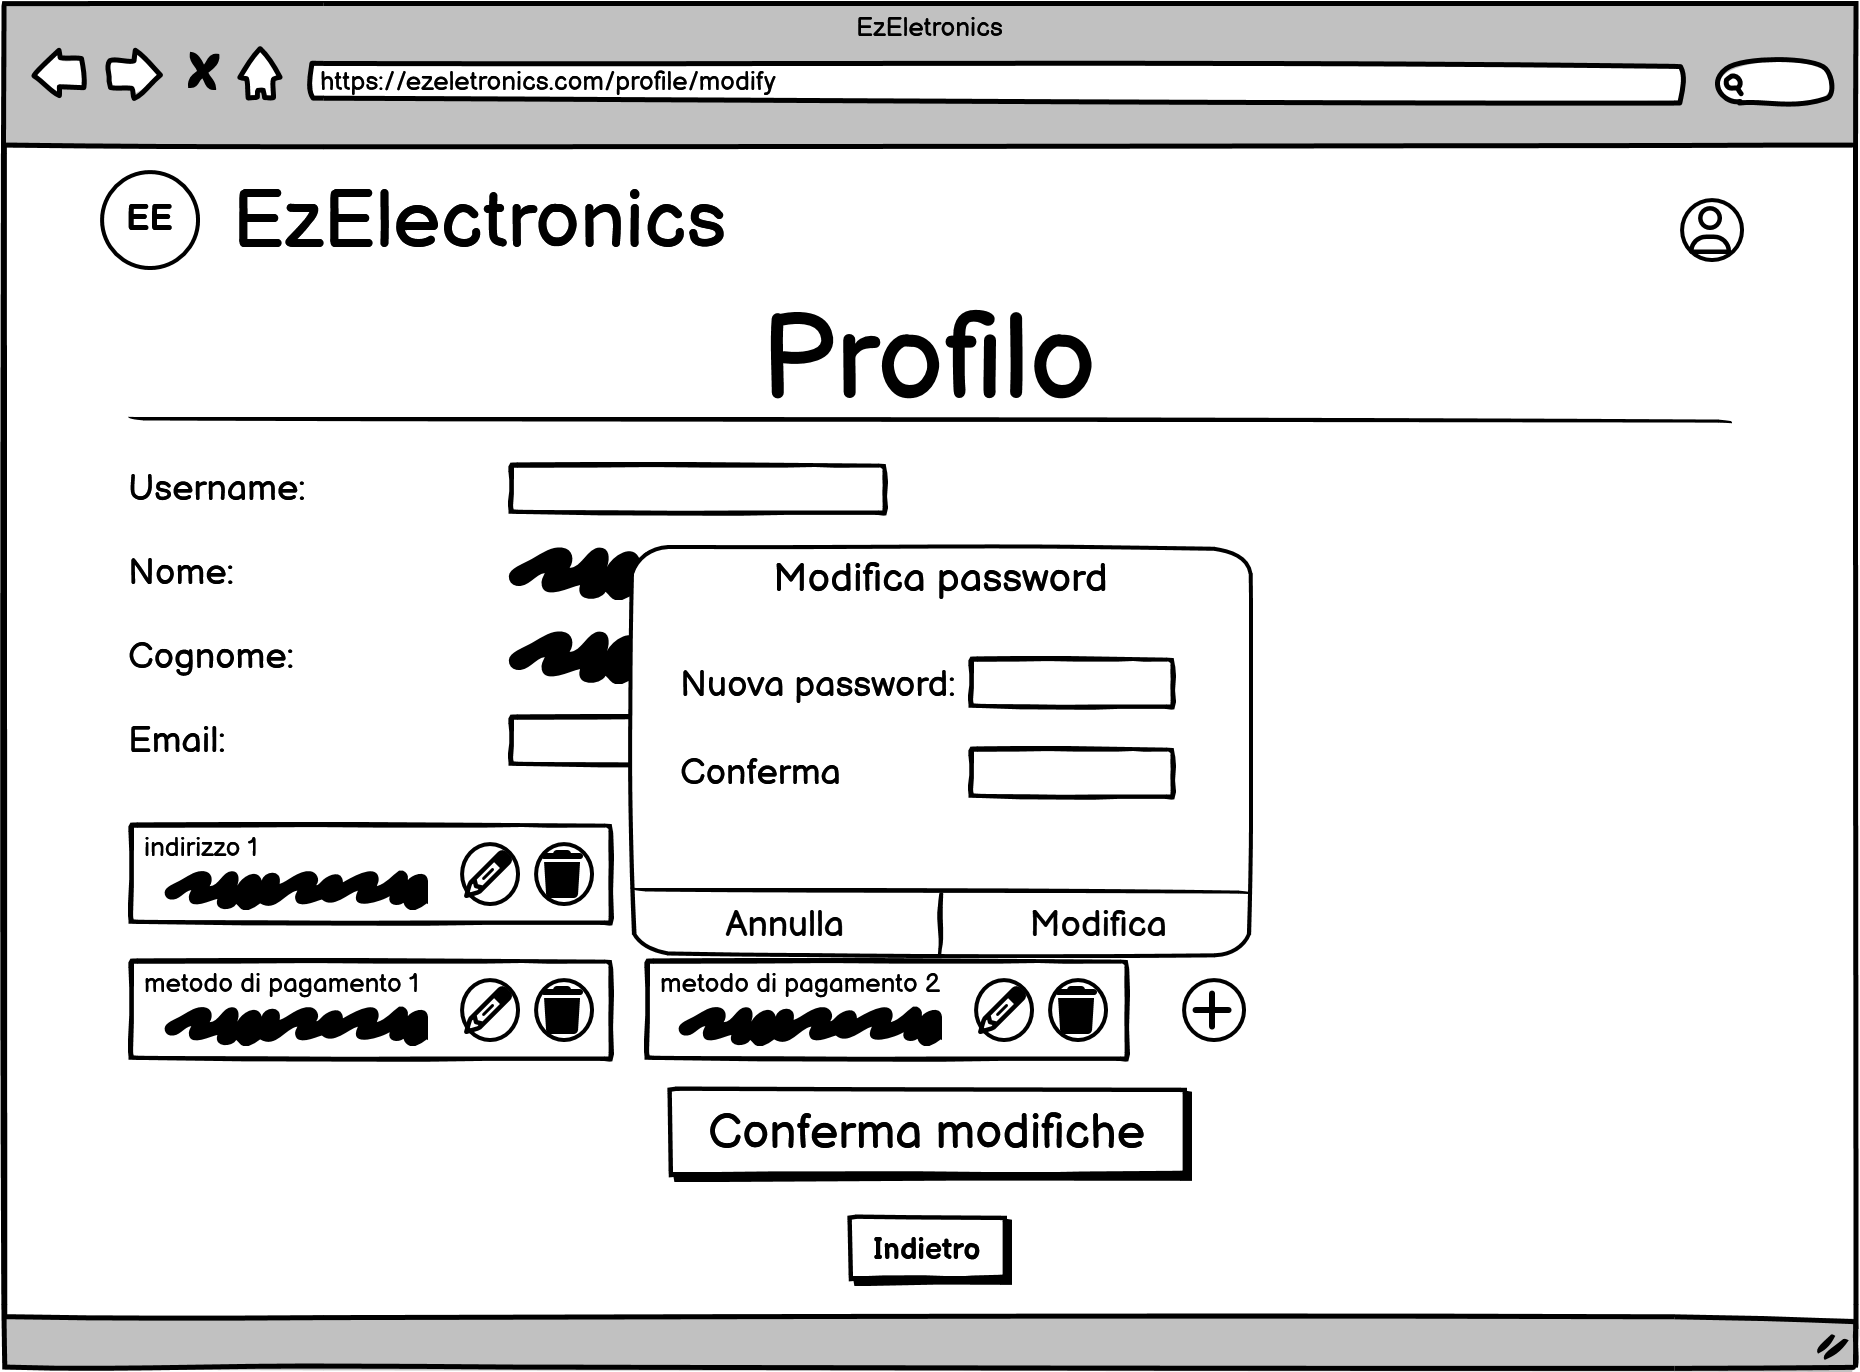 EzEletronics
https://ezeletronics.com/profile/modify
EE
EzElectronics
Profilo
Username:
Nome:
Cognome:
Email:
Modifica password
Nuova password:
Conferma
Annulla
Modifica
indirizzo 1
metodo di pagamento 1
metodo di pagamento 2
Conferma modifiche
Indietro